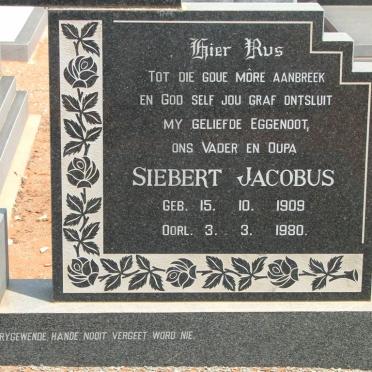 Hier Rus
TOT DIE GOUE MÔRE AANBREEK
EN GOD SELF JOU GRAF ONTSLUIT
MY GELIEFDE EGGENOOT,
ONS VADER EN OUPA
SIEBERT JACOBUS
GEB. 15. 10. 1909
OORL. 3. 3. 1980.
RYGEWENDE HANDE NOOIT VERGEET WORD NIE.